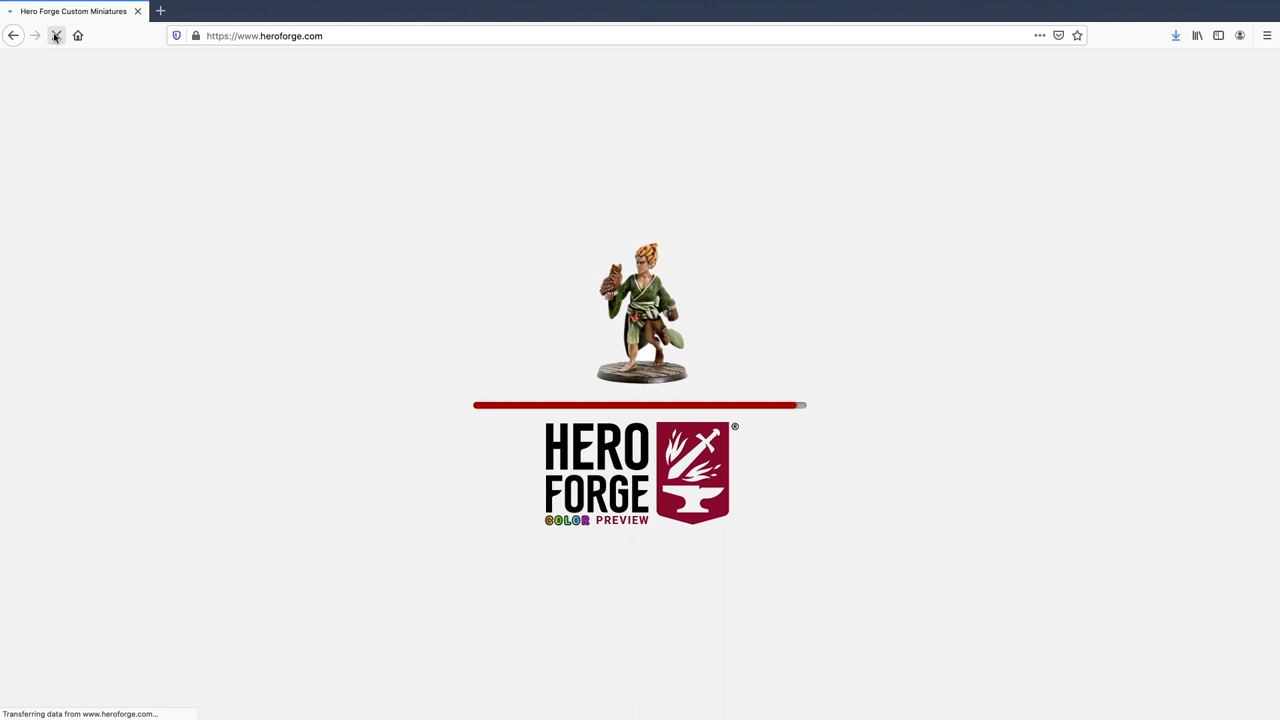 Hero Forge Custom Miniatures
https://www.heroforge.com
HERO
FORGE
COLOR PREVIEW
®
Transferring data from www.heroforge.com...